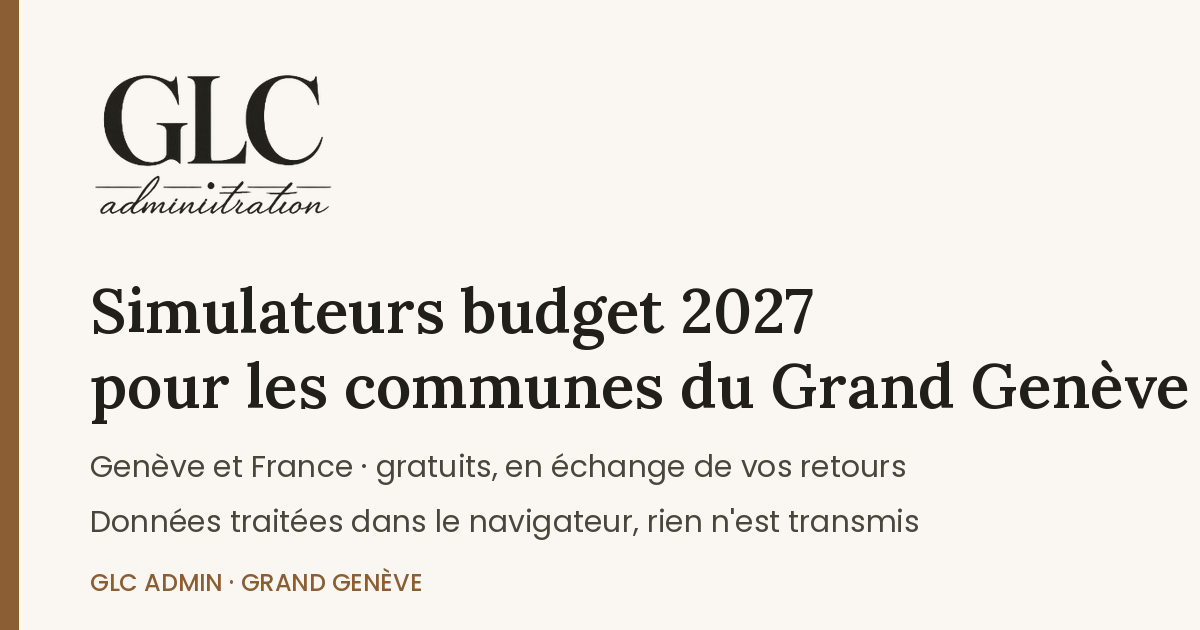 GLC
administration
Simulateurs budget 2027
pour les communes du Grand Genève
Genève et France · gratuits, en échange de vos retours
Données traitées dans le navigateur, rien n'est transmis
GLC ADMIN · GRAND GENÈVE